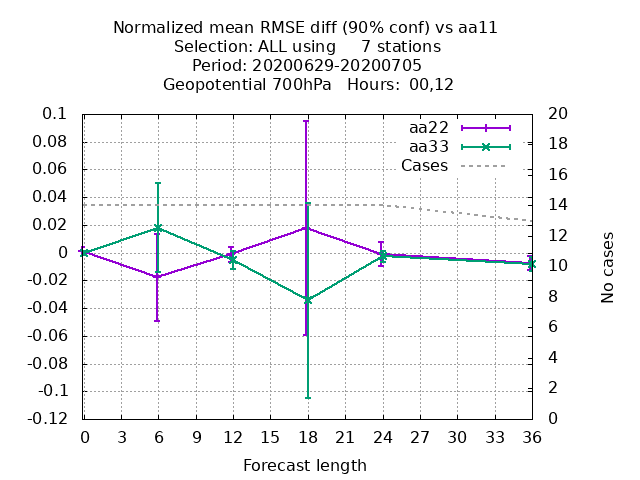 Normalized mean RMSE diff (90% conf) vs aa11
Selection: ALL using 7 stations
Period: 20200629-20200705
Geopotential 700hPa Hours: 00,12
aa22
aa33
Cases
0.1
0.08
0.06
0.04
0.02
0
-0.02
-0.04
-0.06
-0.08
-0.1
-0.12
20
18
16
14
12
10
8
6
4
2
0
No cases
0 3 6 9 12 15 18 21 24 27 30 33 36
Forecast length